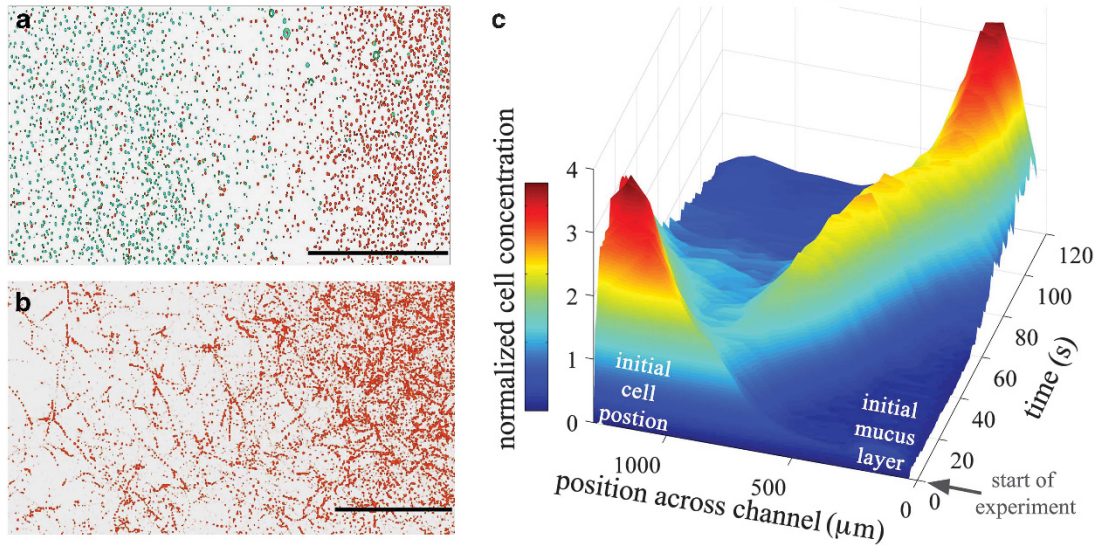 a
b
c
normalized cell concentration
4
3
2
1
0
initial
cell
postion
initial
mucus
layer
1000
500
0
position across channel (μm)
0
20
40
60
80
100
120
time (s)
start of
experiment